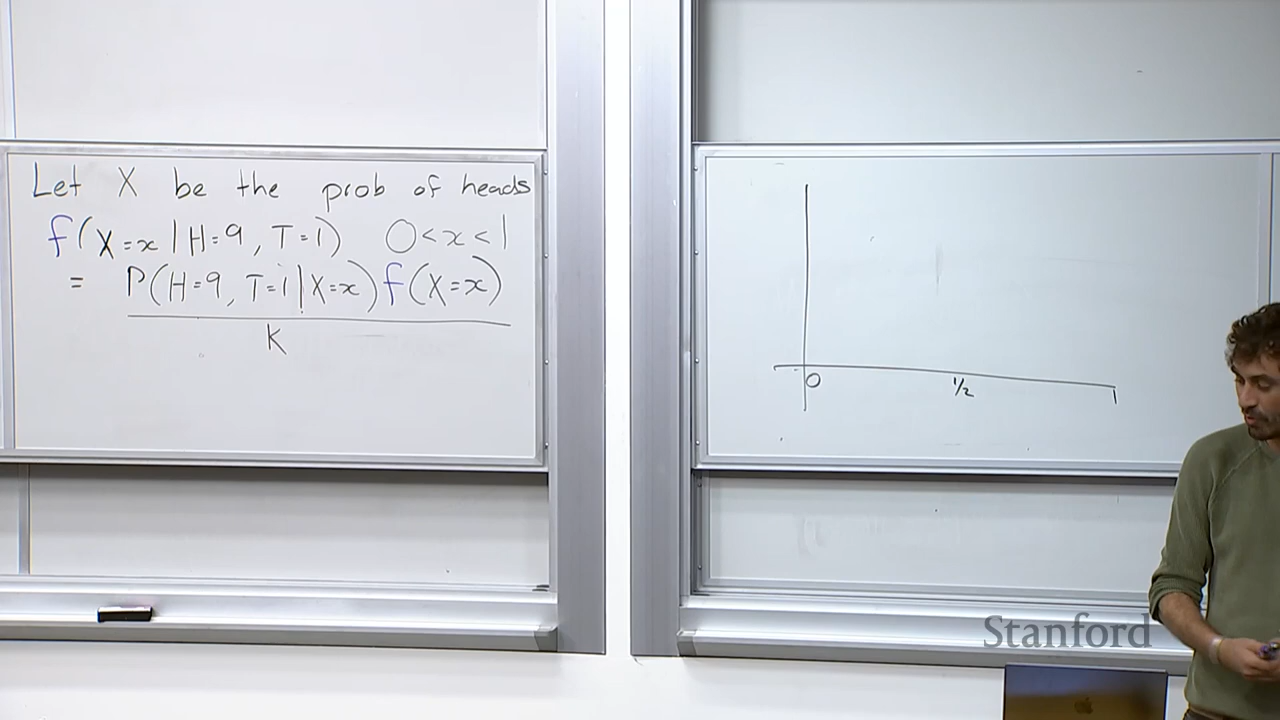 Let X be the prob of heads
f(X=x|H=9, T=1) 0<x<1
= P(H=9, T=1|X=x)f(X=x)
K
0 1/2 1
Stanford